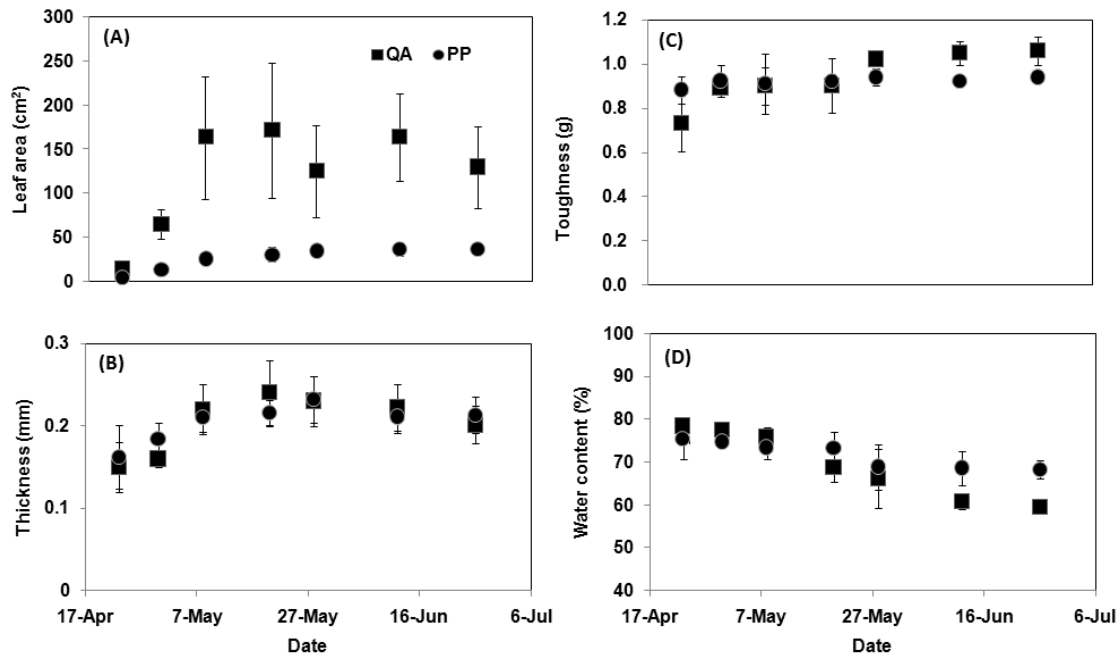 (A)
QA PP
Leaf area (cm²)
300
250
200
150
100
50
0
(C)
Toughness (g)
1.2
1.0
0.8
0.6
0.4
0.2
0.0
(B)
Thickness (mm)
0.3
0.2
0.1
0
17-Apr 7-May 27-May 16-Jun 6-Jul
Date
(D)
Water content (%)
100
90
80
70
60
50
40
17-Apr 7-May 27-May 16-Jun 6-Jul
Date